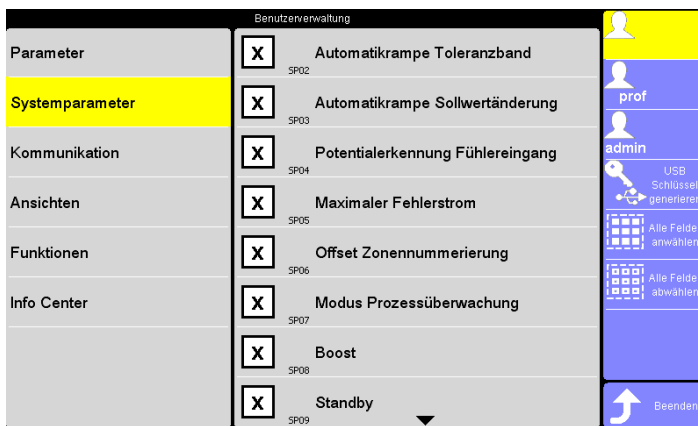 Benutzerverwaltung
Parameter
Systemparameter
Kommunikation
Ansichten
Funktionen
Info Center
X SP02 Automatikrampe Toleranzband
X SP03 Automatikrampe Sollwertänderung
X SP04 Potentialerkennung Fühlereingang
X SP05 Maximaler Fehlerstrom
X SP06 Offset Zonennummerierung
X SP07 Modus Prozessüberwachung
X SP08 Boost
X SP09 Standby
prof
admin
USB
Schlüssel
generieren
Alle Felder
anwählen
Alle Felder
abwählen
Beenden